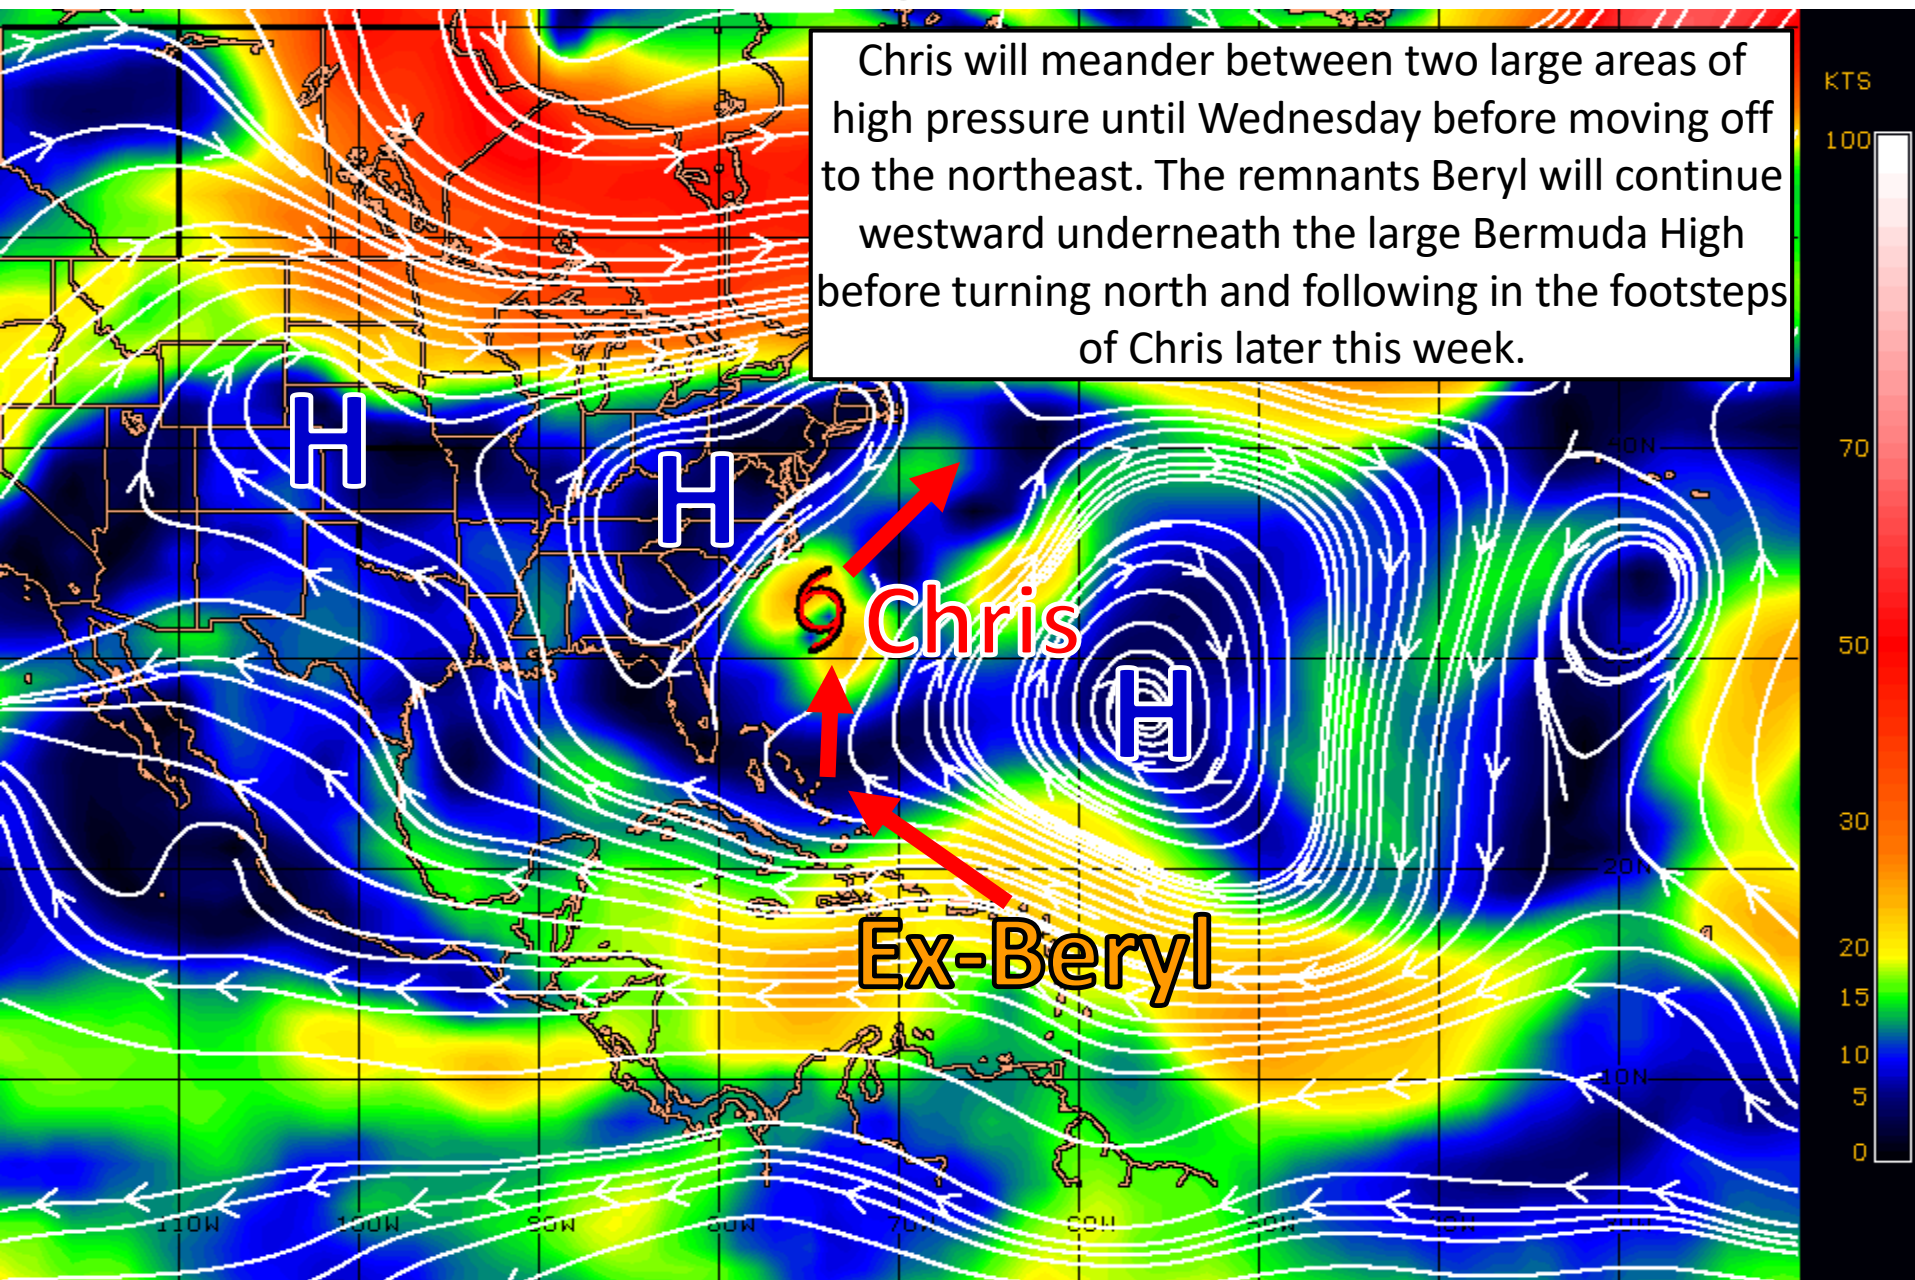 Chris will meander between two large areas of
high pressure until Wednesday before moving off
to the northeast. The remnants Beryl will continue
westward underneath the large Bermuda High
before turning north and following in the footsteps
of Chris later this week.
KTS
100
70
50
30
20
15
10
5
0
H
H
40N
Chris
H
20N
Ex-Beryl
10N
110W
100W
90W
70W
60W
50W